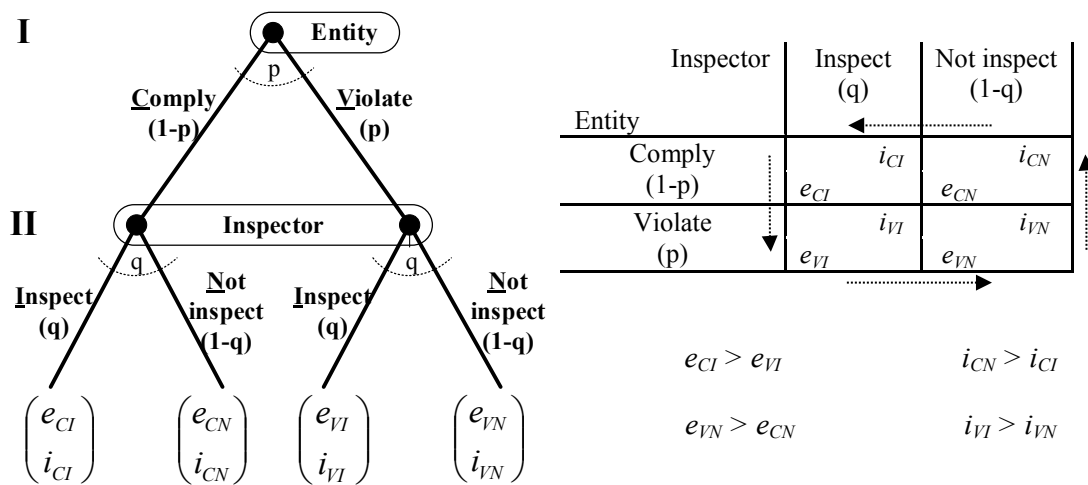 I
Entity
p
Comply
(1-p)
Violate
(p)
II
Inspector
q
q
Inspect
(q)
Not
inspect
(1-q)
Inspect
(q)
Not
inspect
(1-q)
e_CI
i_CI
e_CN
i_CN
e_VI
i_VI
e_VN
i_VN
Inspector
Inspect
(q)
Not inspect
(1-q)
Entity
Comply
(1-p)
i_CI
e_CI
i_CN
e_CN
Violate
(p)
i_VI
e_VI
i_VN
e_VN
e_CI > e_VI
i_CN > i_CI
e_VN > e_CN
i_VI > i_VN